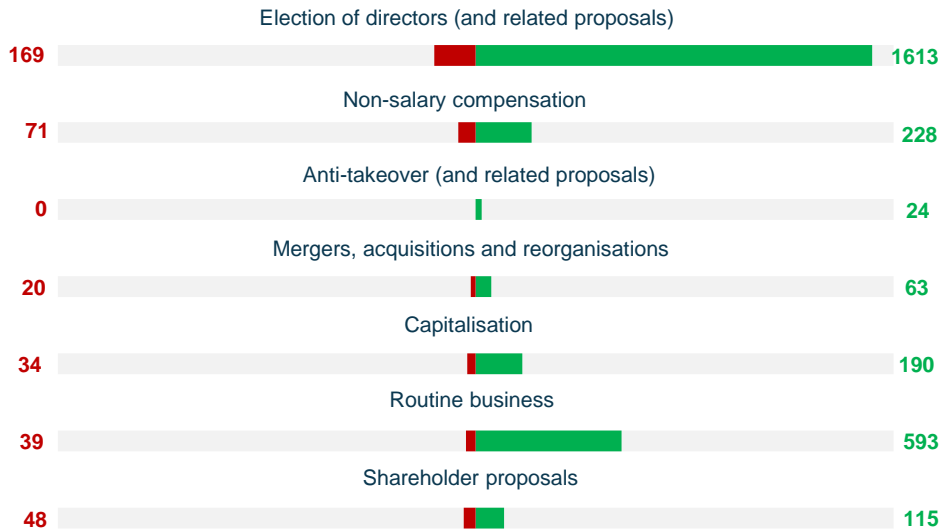 Election of directors (and related proposals)
169 1613
Non-salary compensation
71 228
Anti-takeover (and related proposals)
0 24
Mergers, acquisitions and reorganisations
20 63
Capitalisation
34 190
Routine business
39 593
Shareholder proposals
48 115